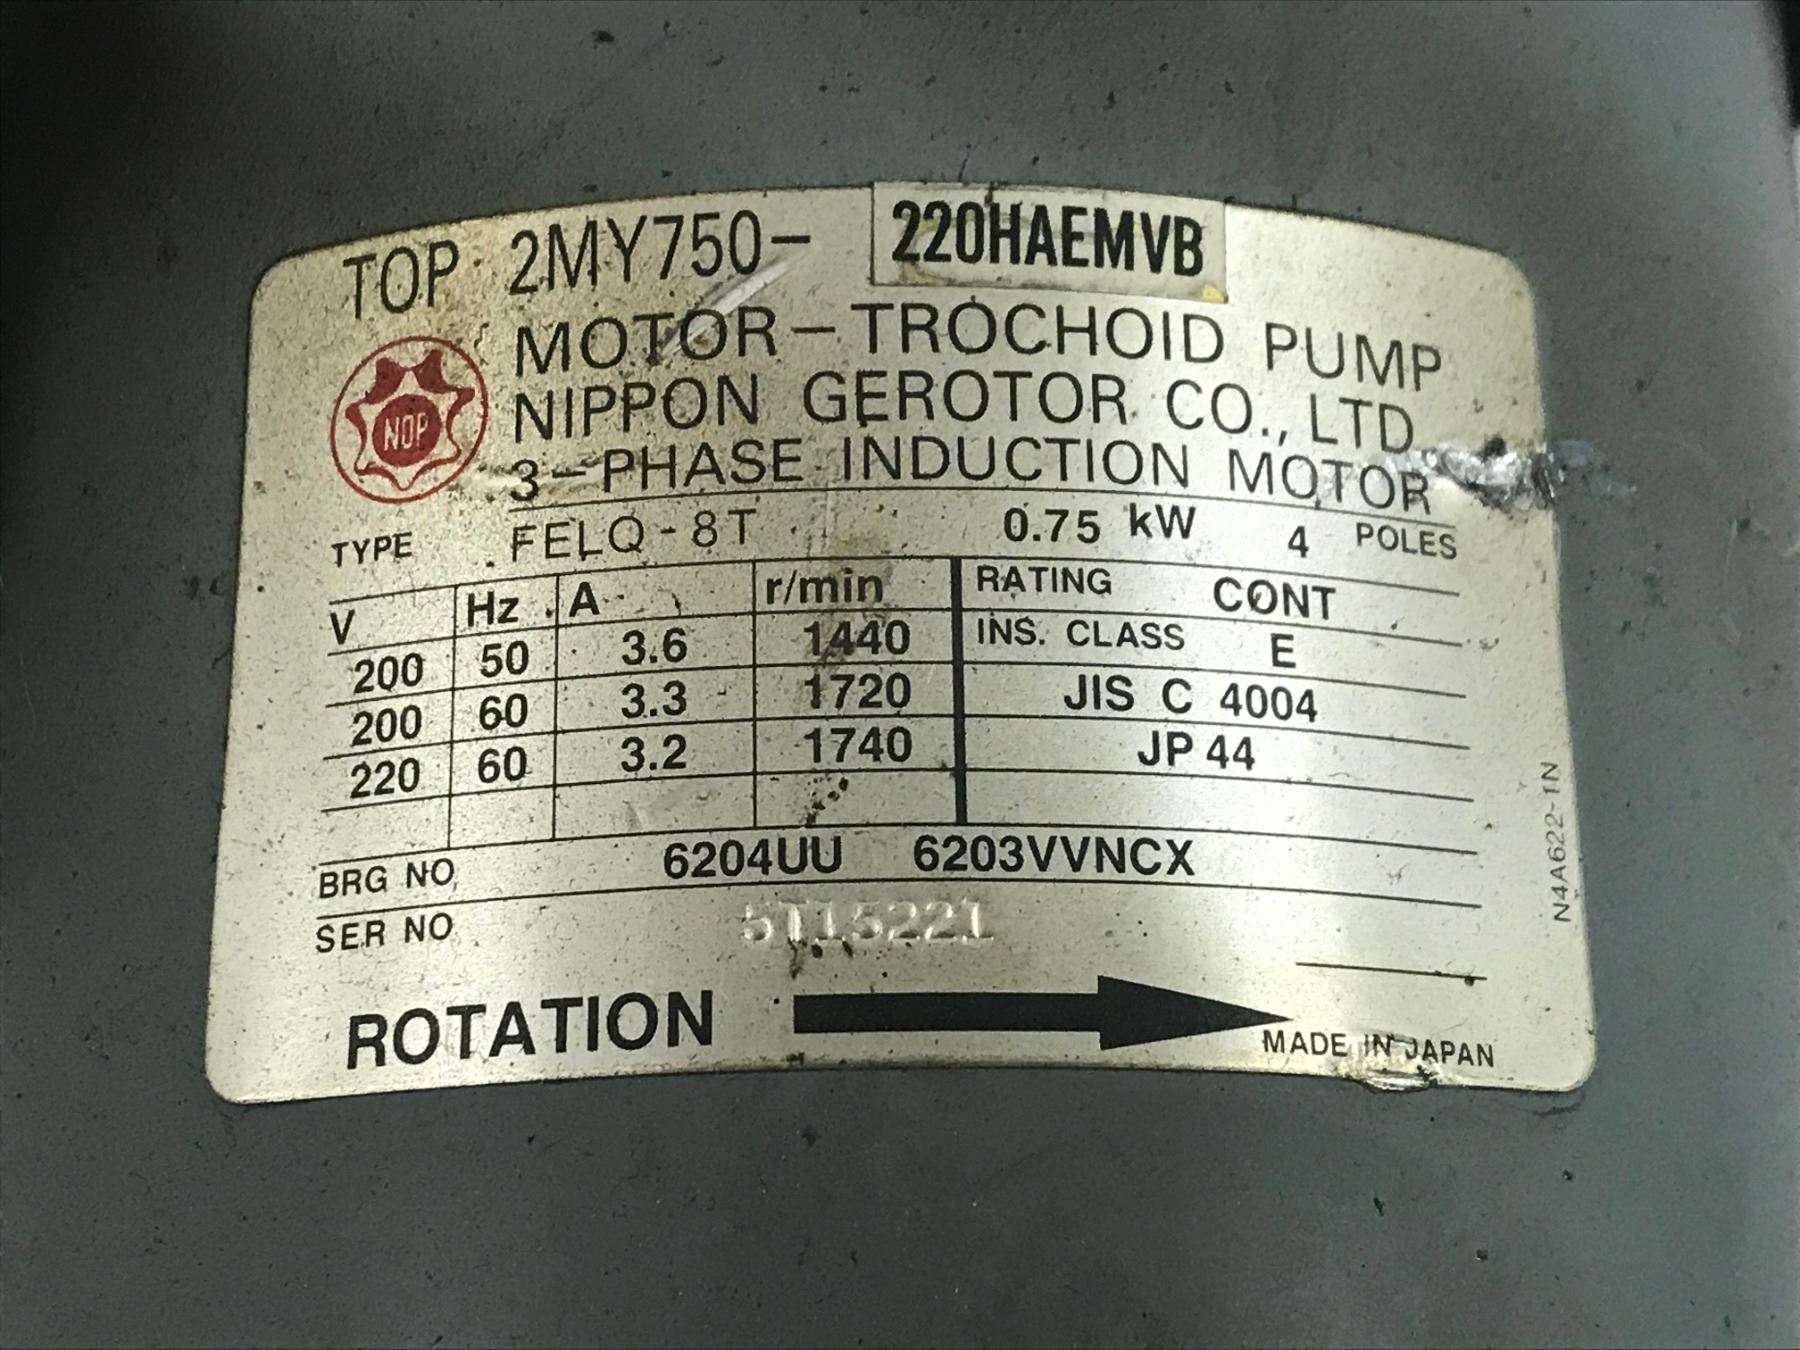 TOP 2MY750- 220HAEMVB
MOTOR-TROCHOID PUMP
NOP
NIPPON GEROTOR CO., LTD
3-PHASE INDUCTION MOTOR
TYPE FELQ-8T 0.75 kW 4 POLES
V Hz A r/min RATING CONT
200 50 3.6 1440 INS. CLASS E
200 60 3.3 1720 JIS C 4004
220 60 3.2 1740 JP 44
BRG NO 6204UU 6203VVNCX
SER NO 5T15221
ROTATION
MADE IN JAPAN
N4A622-1N